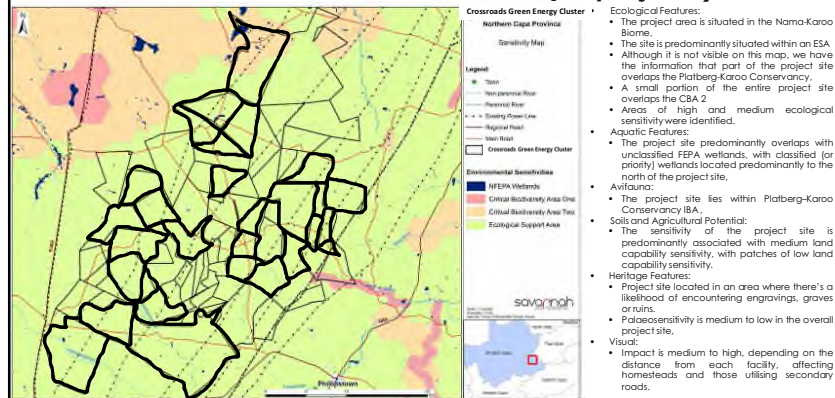 Crossroads Green Energy Cluster
Northern Cape Province
Sensitivity Map
Legend
Town
Non-perennial River
Perennial River
Existing Power Line
Regional Road
Main Road
Crossroads Green Energy Cluster
Environmental Sensitivities
NFEPA Wetlands
Critical Biodiversity Area One
Critical Biodiversity Area Two
Ecological Support Area
savannah
Philipstown
• Ecological Features:
• The project area is situated in the Nama-Karoo
Biome,
• The site is predominantly situated within an ESA
• Although it is not visible on this map, we have
the information that part of the project site
overlaps the Platberg-Karoo Conservancy,
• A small portion of the entire project site
overlaps the CBA 2
• Areas of high and medium ecological
sensitivity were identified.
• Aquatic Features:
• The project site predominantly overlaps with
unclassified FEPA wetlands, with classified (or
priority) wetlands located predominantly to the
north of the project site,
• Avifauna:
• The project site lies within Platberg–Karoo
Conservancy IBA,
• Soils and Agricultural Potential:
• The sensitivity of the project site is
predominantly associated with medium land
capability sensitivity, with patches of low land
capability sensitivity.
• Heritage Features:
• Project site located in an area where there's a
likelihood of encountering engravings, graves
or ruins.
• Palaeosensitivity is medium to low in the overall
project site,
• Visual:
• Impact is medium to high, depending on the
distance from each facility, affecting
homesteads and those utilising secondary
roads.